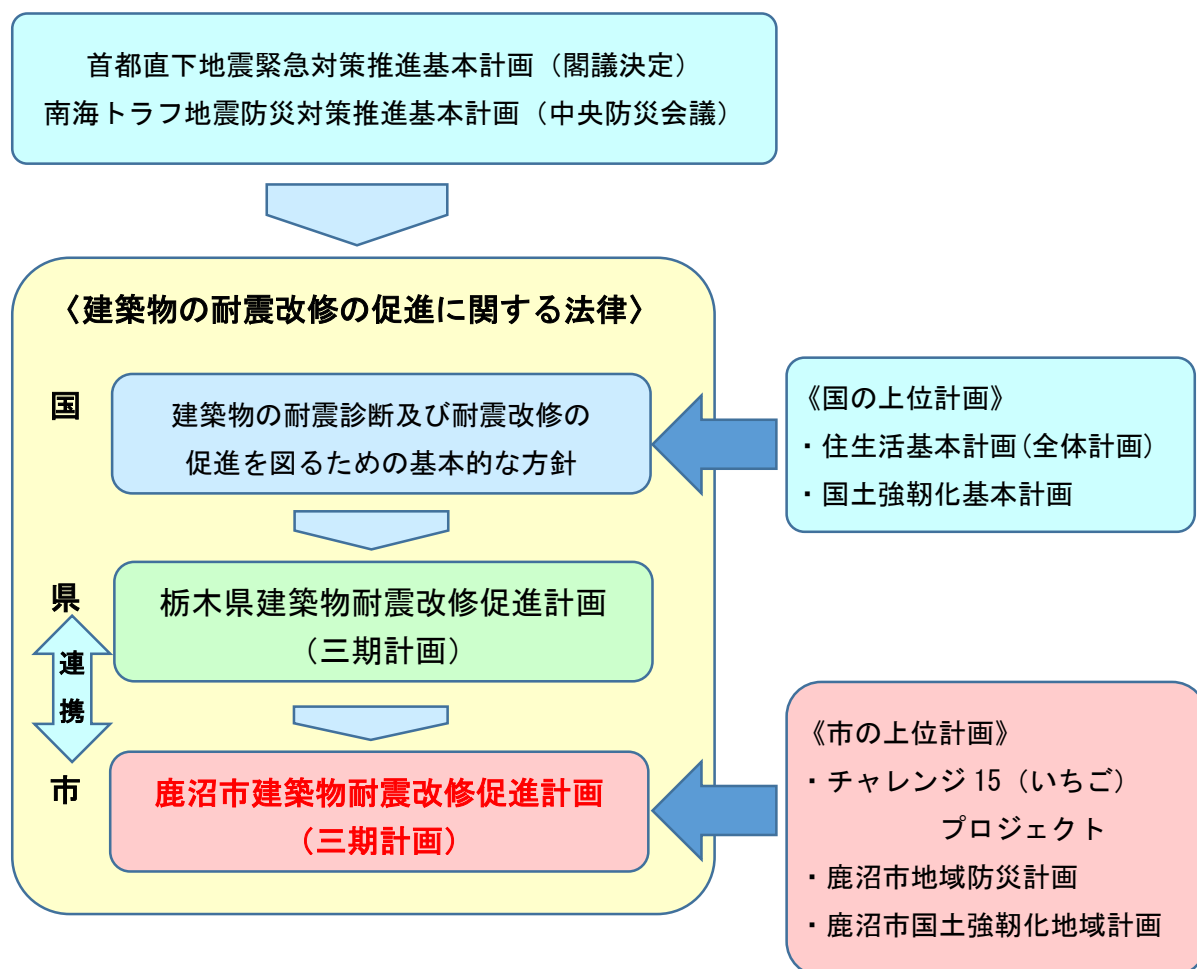 首都直下地震緊急対策推進基本計画（閣議決定）
南海トラフ地震防災対策推進基本計画（中央防災会議）
〈建築物の耐震改修の促進に関する法律〉
国
建築物の耐震診断及び耐震改修の
促進を図るための基本的な方針
《国の上位計画》
・住生活基本計画(全体計画)
・国土強靭化基本計画
県
栃木県建築物耐震改修促進計画
（三期計画）
連
携
市
鹿沼市建築物耐震改修促進計画
（三期計画）
《市の上位計画》
・チャレンジ15（いちご）
プロジェクト
・鹿沼市地域防災計画
・鹿沼市国土強靭化地域計画